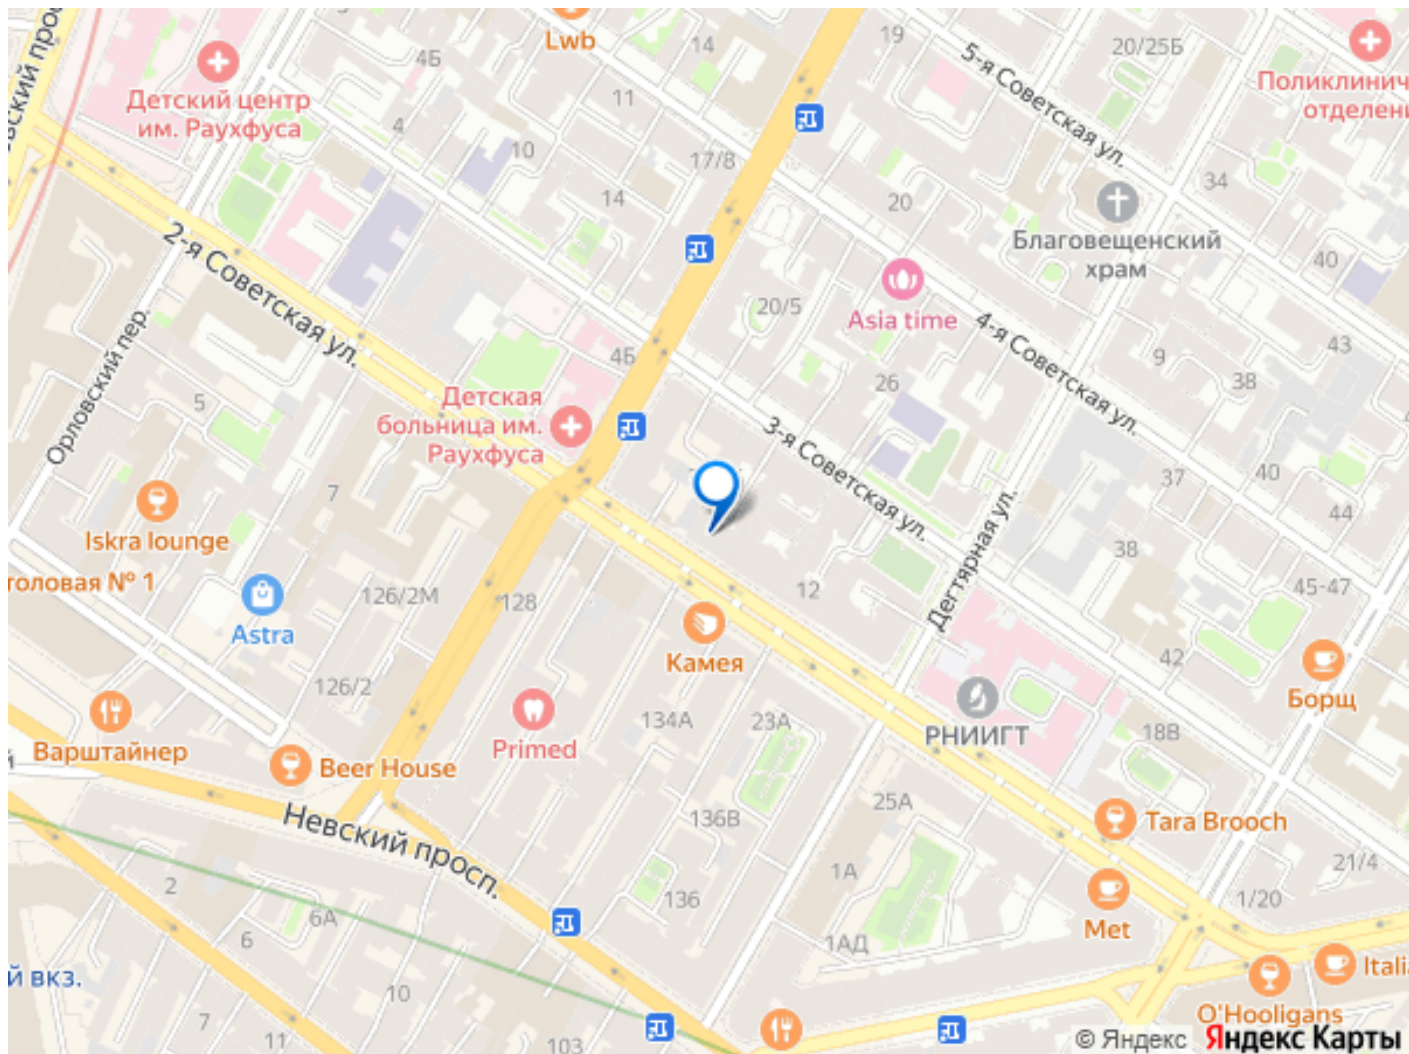 Lwb
14
19
5-я Советская ул.
20/25Б
4Б
Детский центр
им. Раухфуса
11
4
10
17/8
14
20
34
40
Благовещенский
храм
2-я Советская ул.
Орловский пер.
20/5
Asia time
4-я Советская ул.
43
9
38
4Б
26
5
Детская
больница им.
Раухфуса
3-я Советская ул.
37
40
44
7
Iskra lounge
Дегтярная ул.
38
45-47
толовая № 1
Astra
126/2М
128
12
Камея
42
126/2
Борщ
Варштайнер
Primed
134А
23А
РНИИГТ
18В
Beer House
Невский просп.
136В
25А
Tara Brooch
21/4
2
6А
6
136
1А
1АД
1/20
Met
й вкз.
10
7
11
103
Itali
O'Hooligans
© Яндекс Яндекс Карты